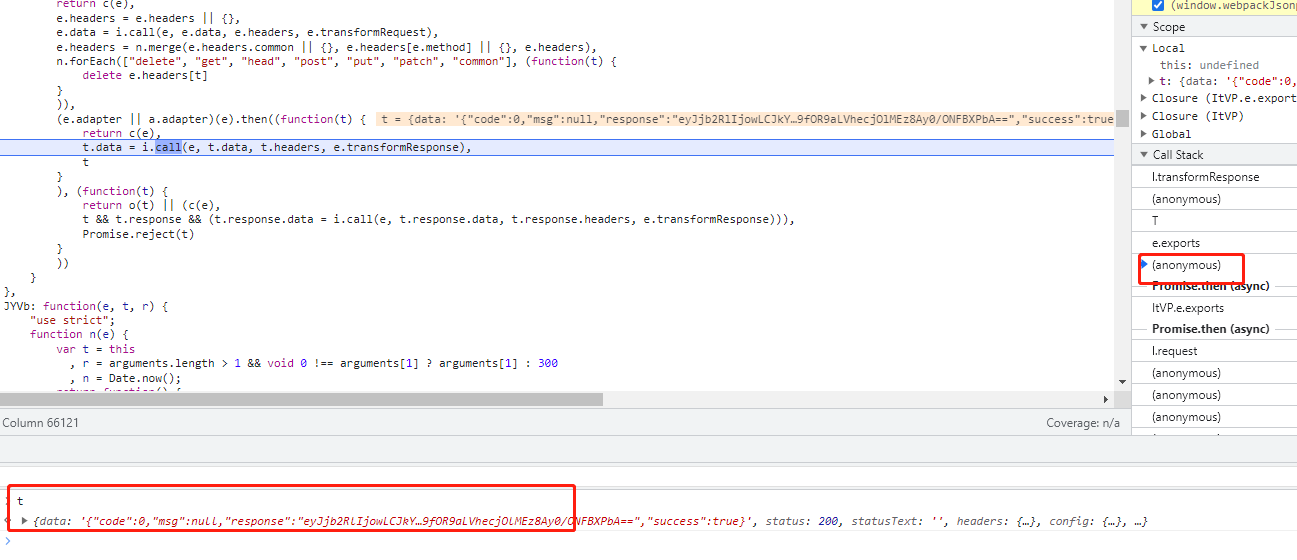 return c(e),
e.headers = e.headers || {},
e.data = i.call(e, e.data, e.headers, e.transformRequest),
e.headers = n.merge(e.headers.common || {}, e.headers[e.method] || {}, e.headers),
n.forEach(["delete", "get", "head", "post", "put", "patch", "common"], (function(t) {
delete e.headers[t]
}
)),
(e.adapter || a.adapter)(e).then((function(t) { t = {data: '{"code":0,"msg":null,"response":"eyJjb2RlIjowLCJkY…9fOR9aLVhecjOlMEz8Ay0/ONFBXPbA==","success":true
return c(e),
t.data = i.call(e, t.data, t.headers, e.transformResponse),
t
}
), (function(t) {
return o(t) || (c(e),
t && t.response && (t.response.data = i.call(e, t.response.data, t.response.headers, e.transformResponse))),
Promise.reject(t)
}
))
}
},
JYVb: function(e, t, r) {
"use strict";
function n(e) {
var t = this
, r = arguments.length > 1 && void 0 !== arguments[1] ? arguments[1] : 300
, n = Date.now();
return function() {
Column 66121
Coverage: n/a
(window.webpackJsonp
Scope
Local
this: undefined
t: {data: '{"code":0,
Closure (ItVP.e.export
Closure (ItVP)
Global
Call Stack
l.transformResponse
(anonymous)
T
e.exports
(anonymous)
Promise.then (async)
ItVP.e.exports
Promise.then (async)
l.request
(anonymous)
(anonymous)
(anonymous)
t
{data: '{"code":0,"msg":null,"response":"eyJjb2RlIjowLCJkY…9fOR9aLVhecjOlMEz8Ay0/ONFBXPbA==","success":true}', status: 200, statusText: '', headers: {…}, config: {…}, …}